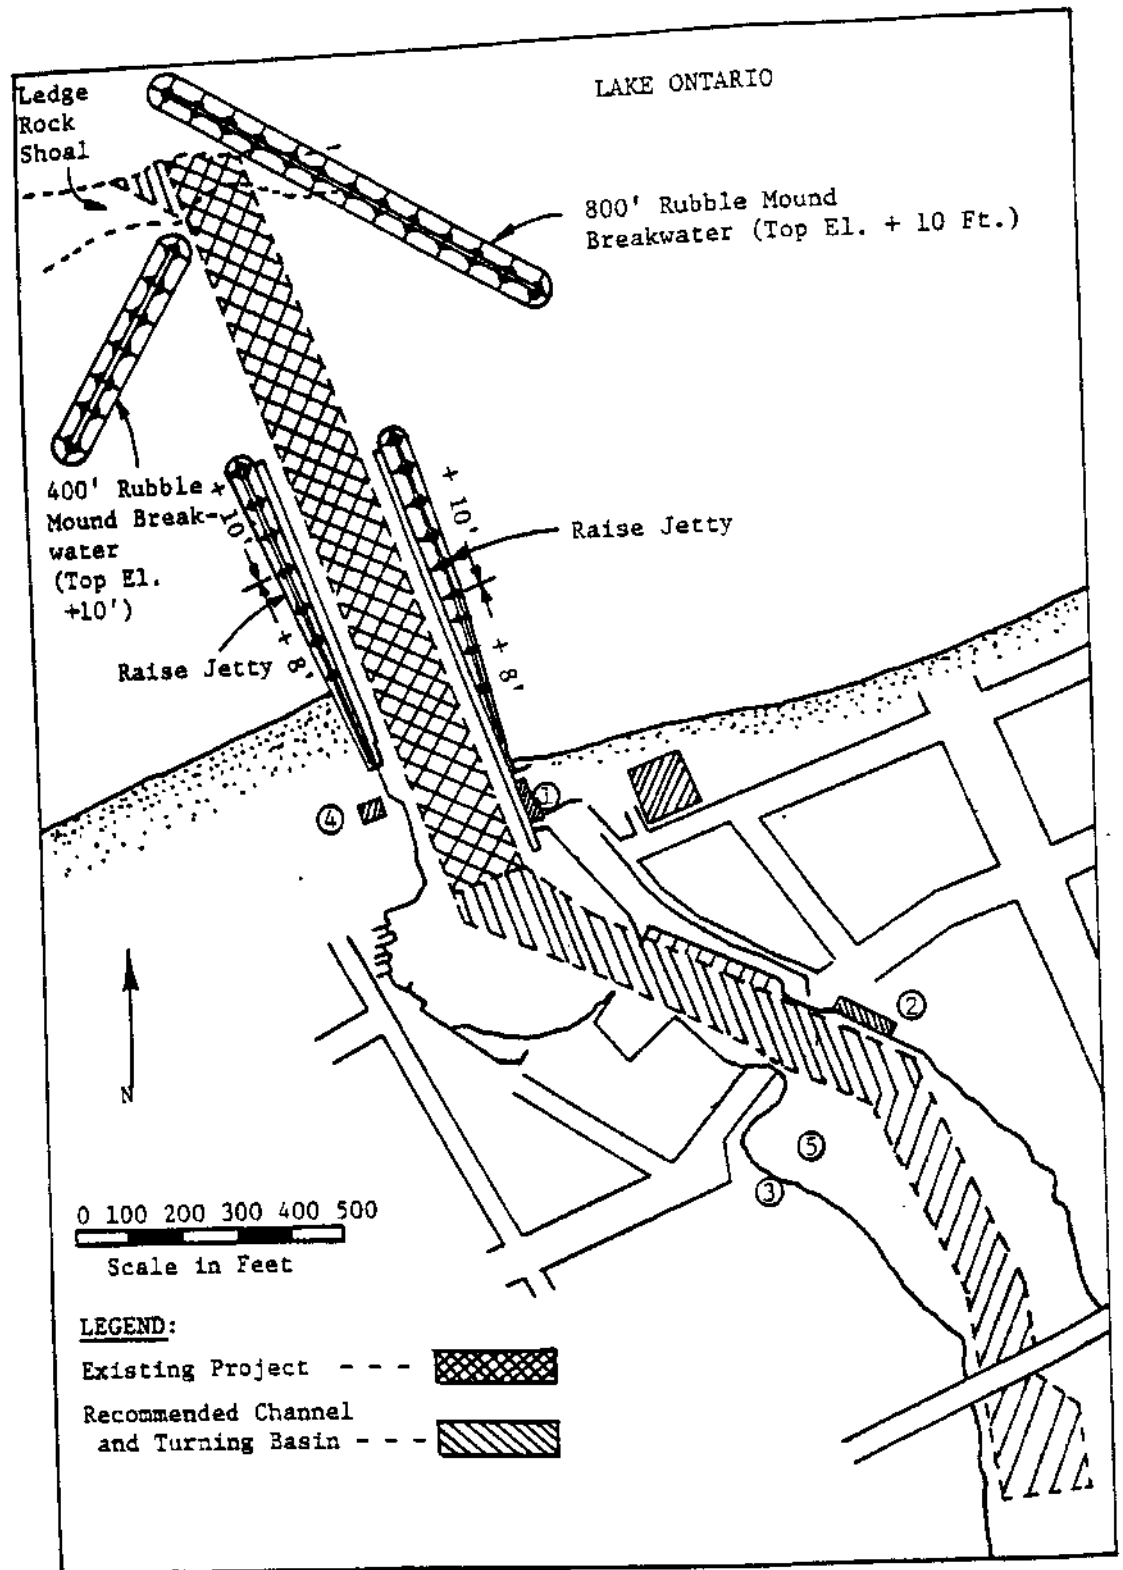 LAKE ONTARIO
Ledge
Rock
Shoal
800' Rubble Mound
Breakwater (Top El. + 10 Ft.)
400' Rubble
Mound Break-
water
(Top El.
+10')
+ 10'
+ 8'
+ 10'
+ 8'
Raise Jetty
Raise Jetty
1
4
2
5
3
N
0 100 200 300 400 500
Scale in Feet
LEGEND:
Existing Project - - -
Recommended Channel
and Turning Basin - - -